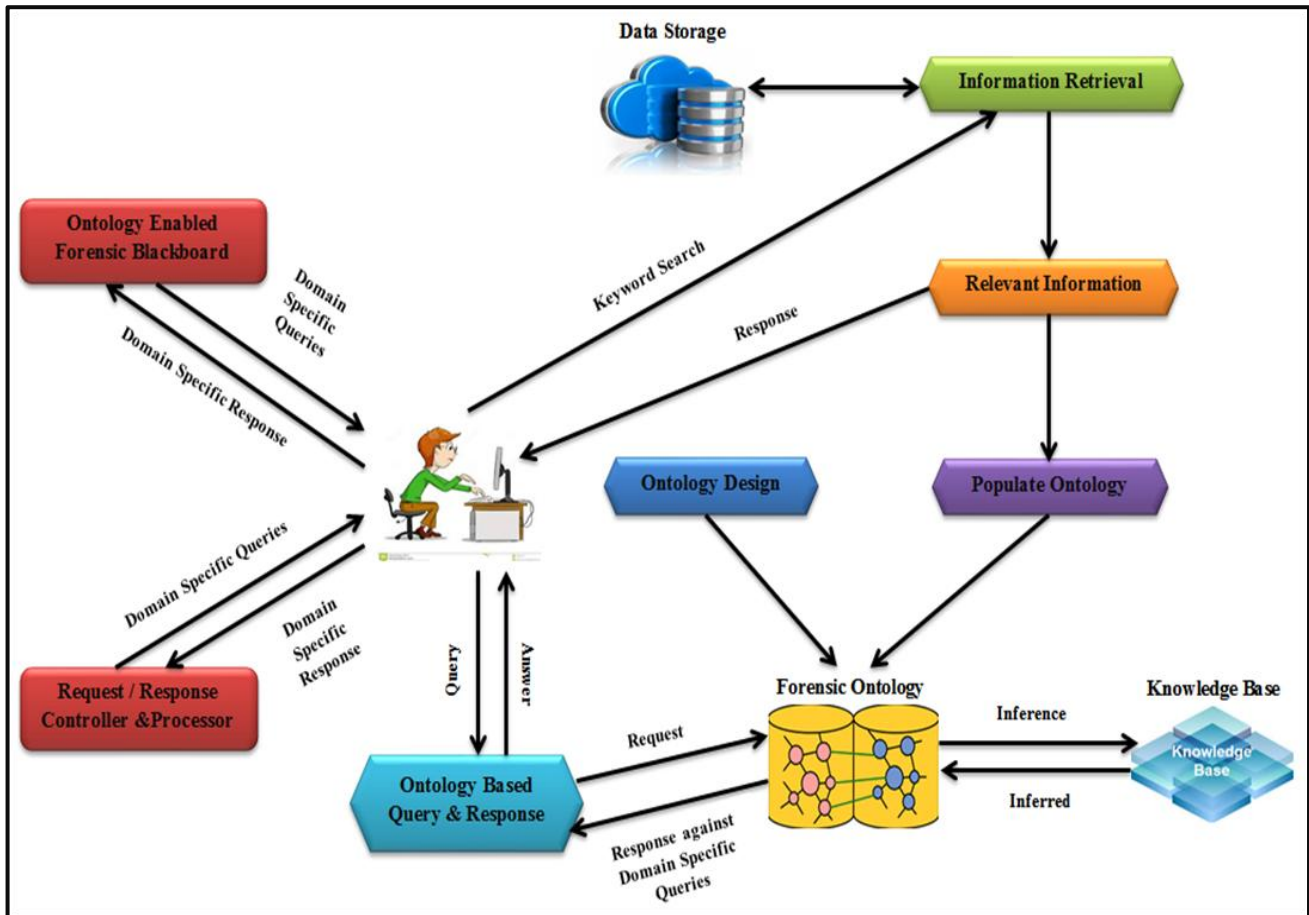 Data Storage
Information Retrieval
Ontology Enabled
Forensic Blackboard
Domain
Specific
Queries
Keyword Search
Relevant Information
Response
Domain Specific Response
Ontology Design
Populate Ontology
Domain Specific Queries
Domain
Specific
Response
Query
Answer
Request / Response
Controller &Processor
Forensic Ontology
Knowledge Base
Inference
Knowledge
Base
Inferred
Request
Ontology Based
Query & Response
Response against
Domain Specific
Queries